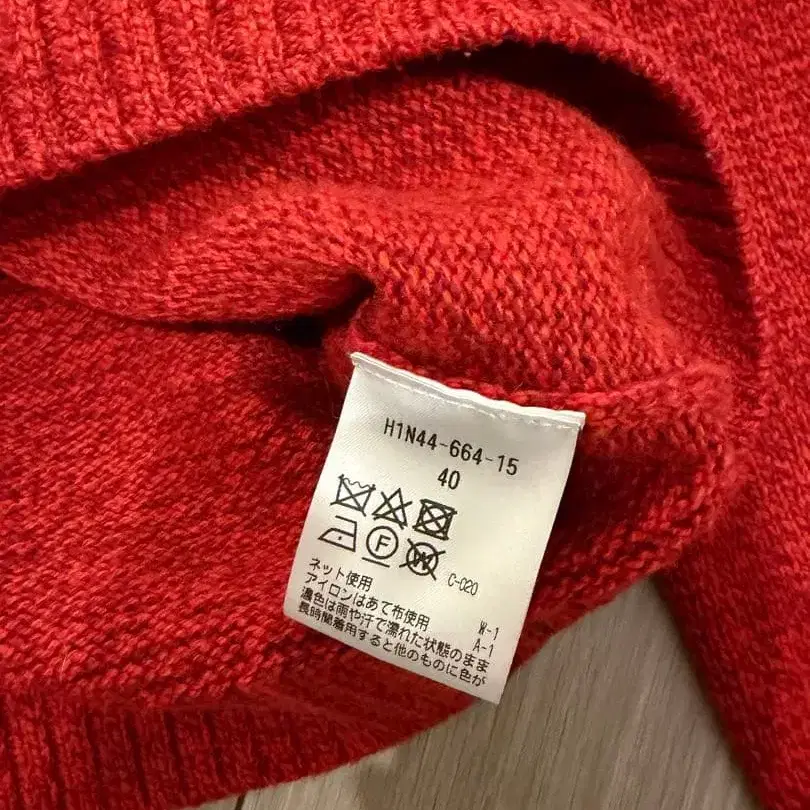 H1N44-664-15
40
F W
C-020
ネット使用
アイロンはあて布使用 W-1
濃色は雨や汗で濡れた状態のまま A-1
長時間着用すると他のものに色が